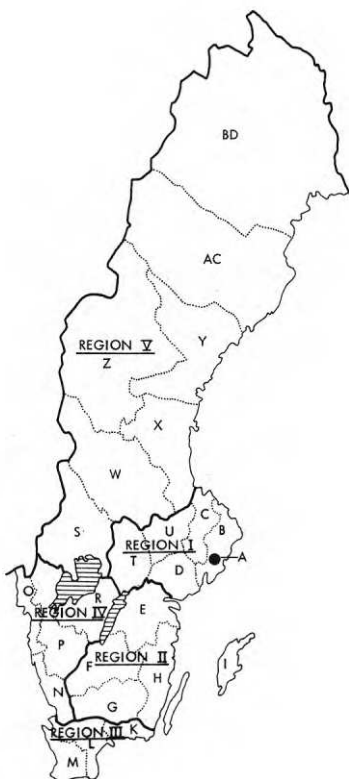 BD
AC
Y
REGION V
Z
X
W
C
S
U
B
REGION I
A
T
D
O
R
E
REGION IV
P
F
REGION II
I
H
N
G
REGION III
K
L
M